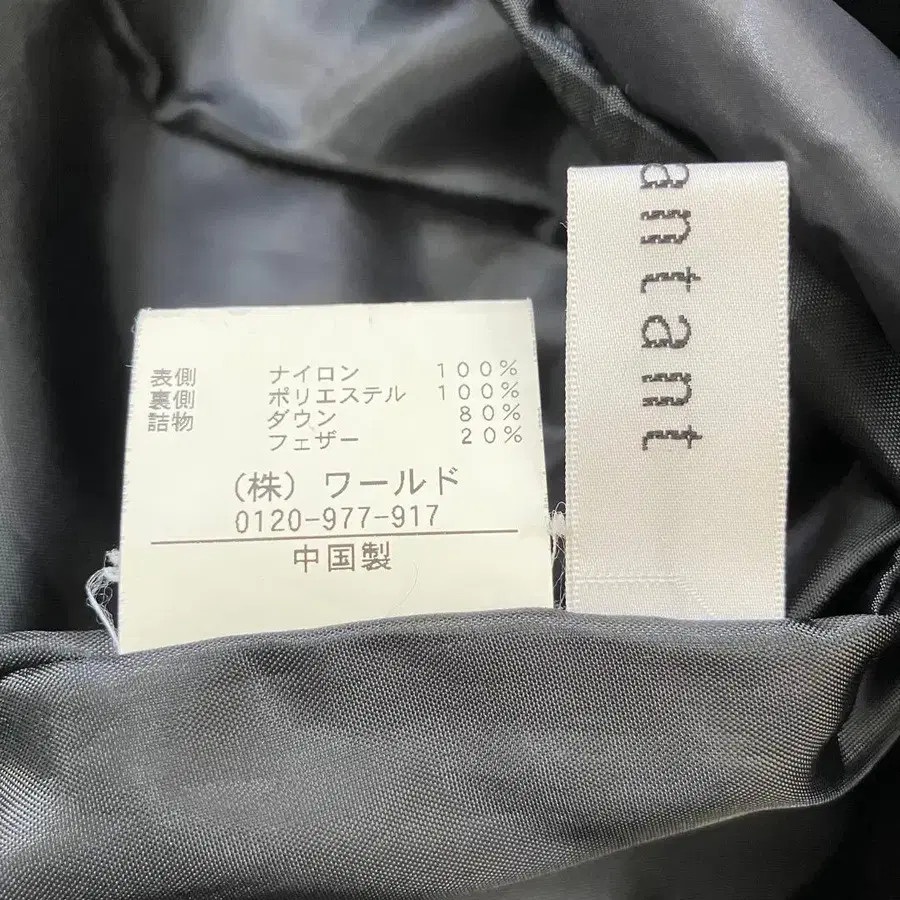 表側 ナイロン 100%
裏側 ポリエステル 100%
詰物 ダウン 80%
フェザー 20%
(株) ワールド
0120-977-917
中国製
antant